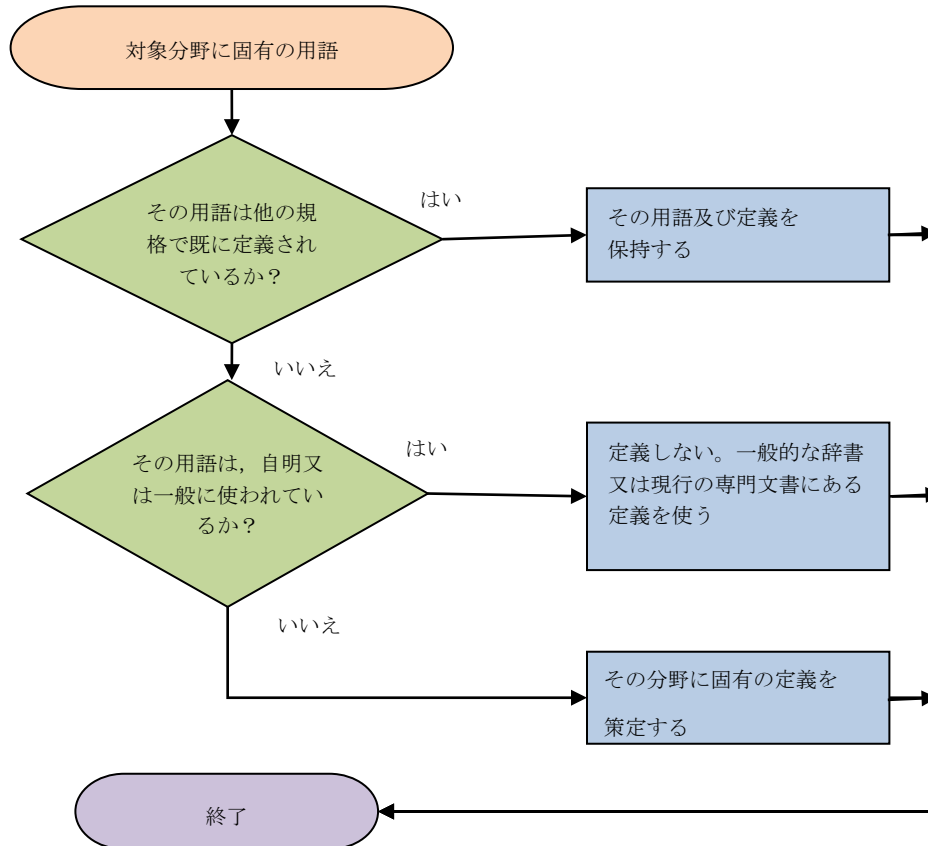 対象分野に固有の用語
その用語は他の規
格で既に定義され
ているか？
はい
その用語及び定義を
保持する
いいえ
その用語は，自明又
は一般に使われてい
るか？
はい
定義しない。一般的な辞書
又は現行の専門文書にある
定義を使う
いいえ
その分野に固有の定義を
策定する
終了